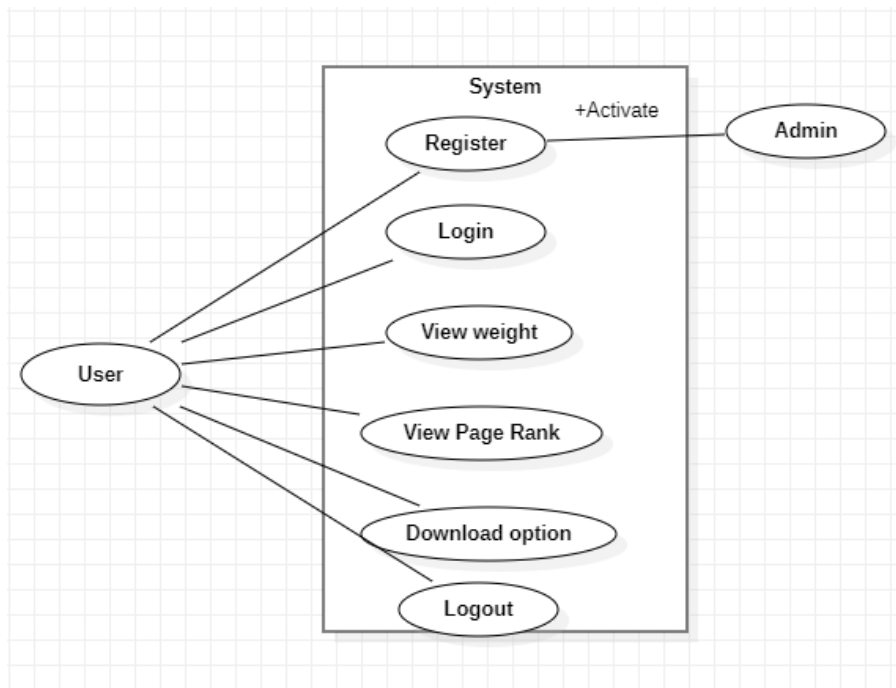 System
+Activate
Register
Admin
Login
View weight
User
View Page Rank
Download option
Logout